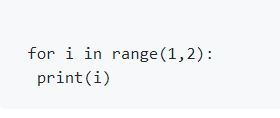 for i in range(1,2):
 print(i)